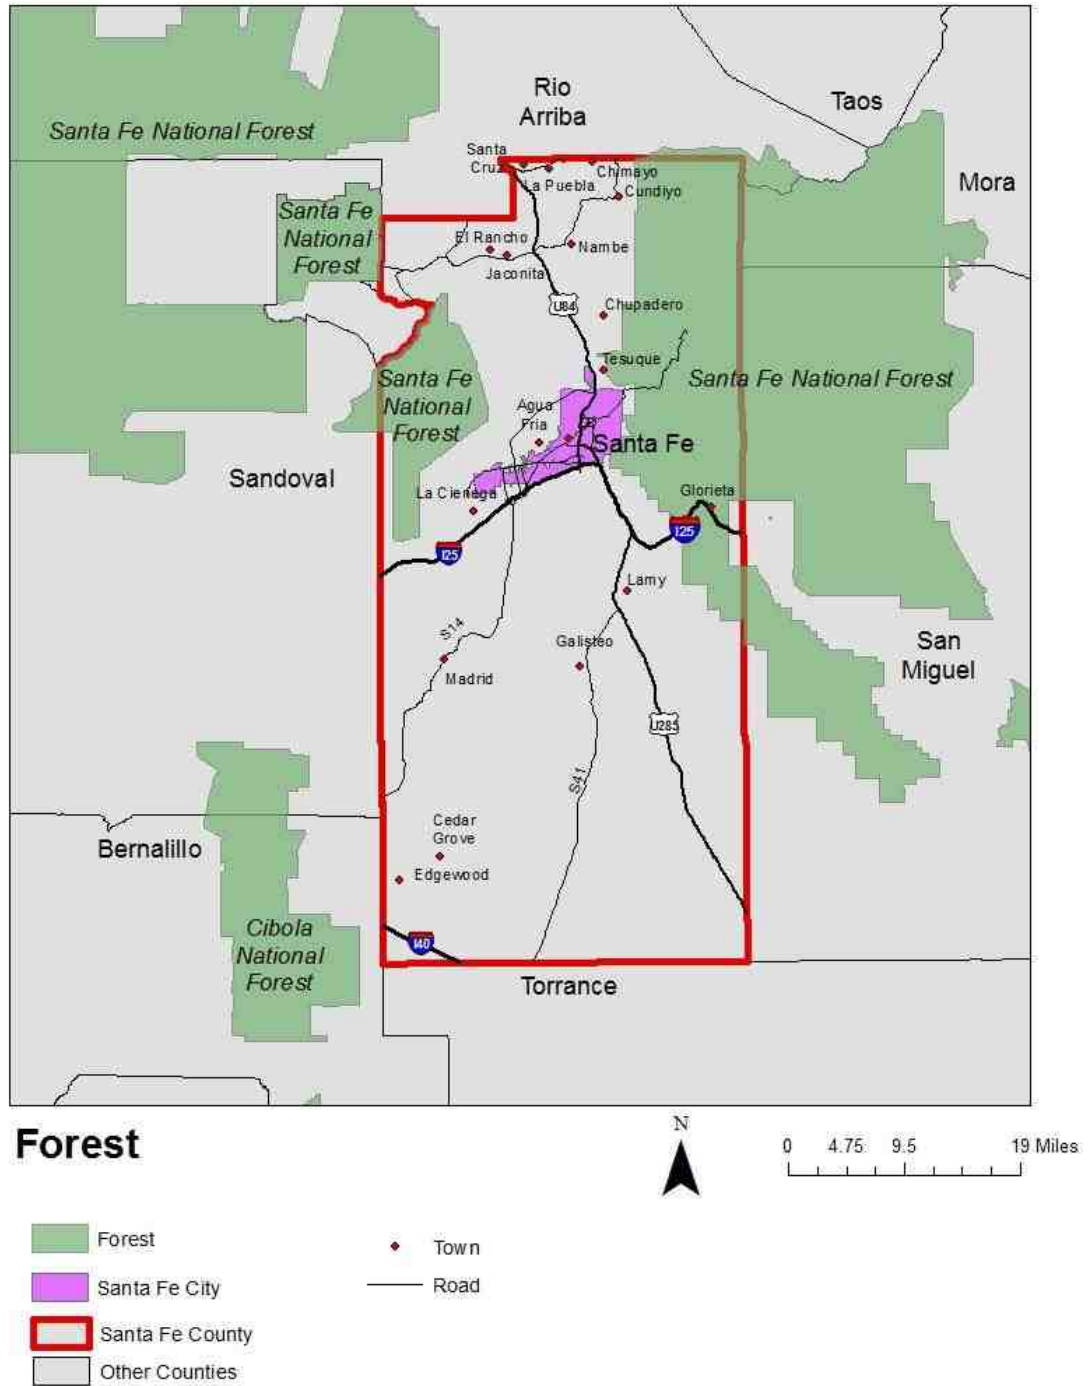 Rio
Arriba
Taos
Santa Fe National Forest
Santa
Cruz
Chimayo
La Puebla
Cundiyo
Mora
Santa Fe
National
Forest
El Rancho
Nambe
Jaconita
U84
Chupadero
Tesuque
Santa Fe
National
Forest
Santa Fe National Forest
Agua
Fria
Santa Fe
Sandoval
La Cienega
Glorieta
I25
I25
Lamy
S14
Galisteo
San
Miguel
Madrid
U285
S41
Cedar
Grove
Bernalillo
Edgewood
Cibola
National
Forest
I40
Torrance
Forest
N
0 4.75 9.5 19 Miles
Forest
Town
Santa Fe City
Road
Santa Fe County
Other Counties